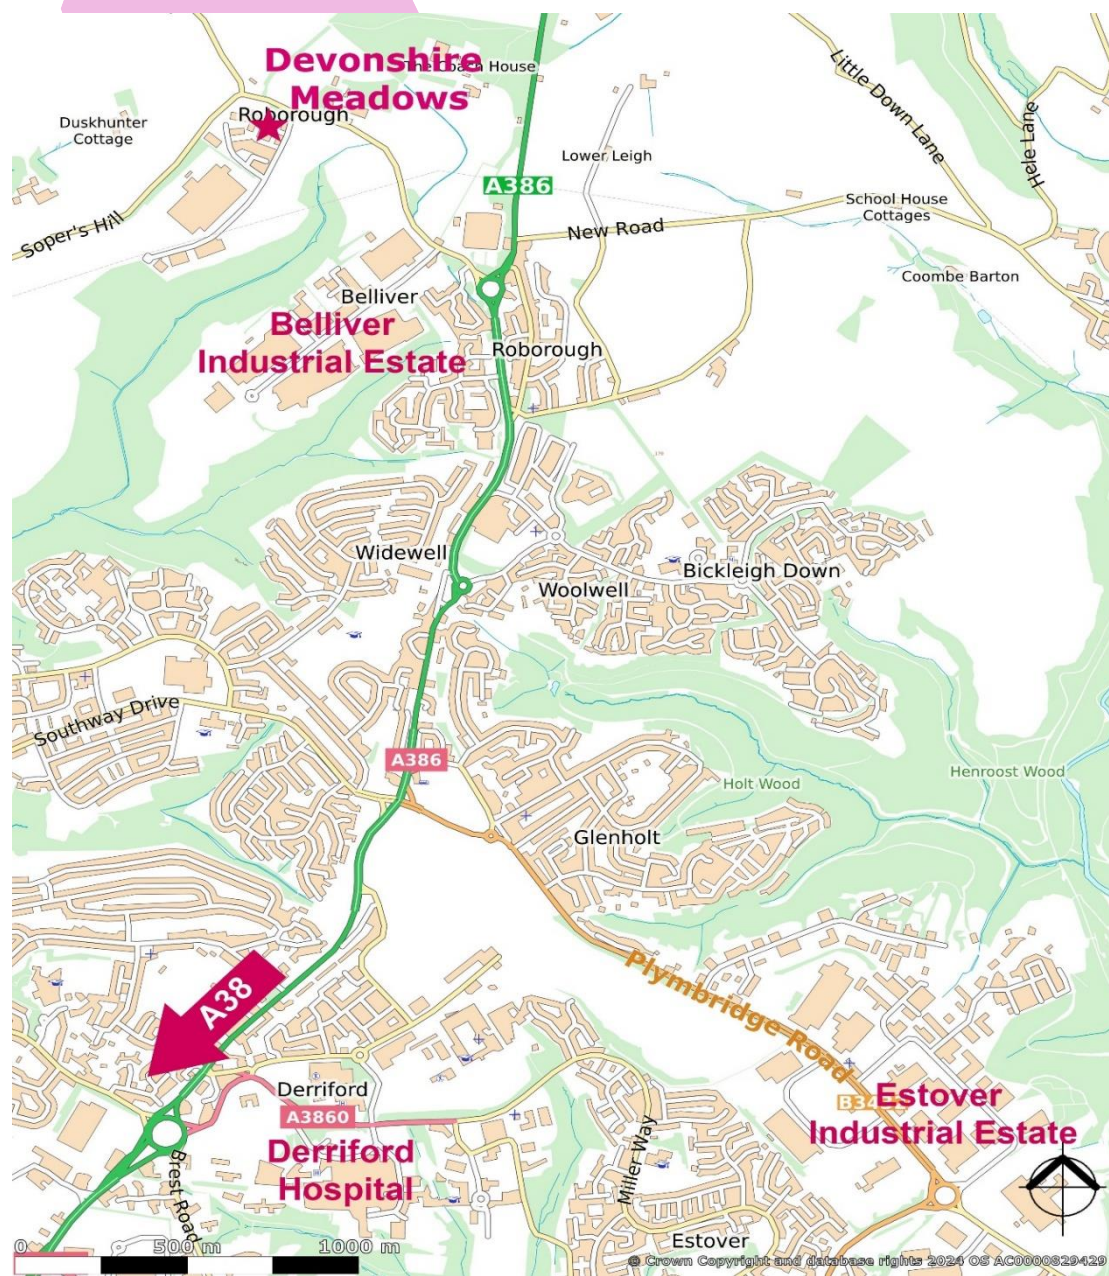 Devonshire
The Coach House
Meadows
Roborough
Duskhunter
Cottage
Little Down Lane
Hele Lane
Lower Leigh
A386
School House
Cottages
Soper's Hill
New Road
Coombe Barton
Belliver
Belliver
Industrial Estate
Roborough
Widewell
Bickleigh Down
Woolwell
Southway Drive
A386
Holt Wood
Henroost Wood
Glenholt
Plymbridge Road
A38
Derriford
A3860
Estover
Industrial Estate
Derriford
Hospital
Miller Way
Brest Road
Estover
0 500 m 1000 m
© Crown Copyright and database rights 2024 OS AC0000829429